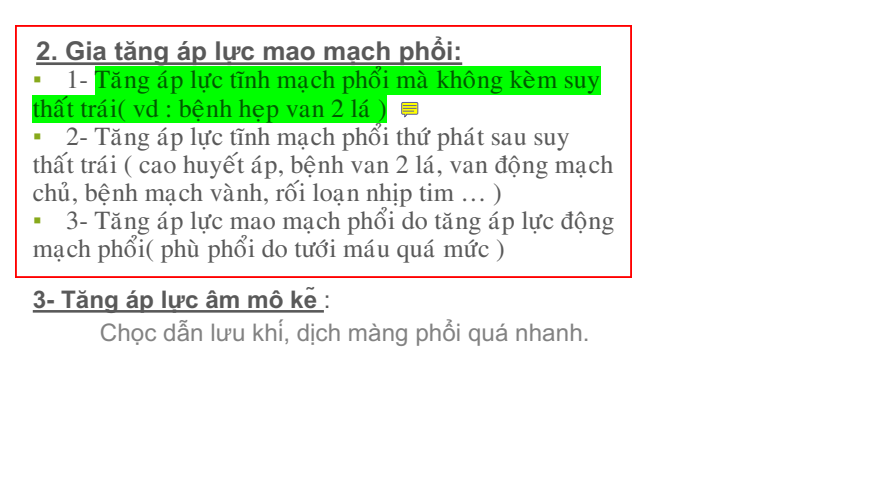 2. Gia tăng áp lực mao mạch phổi:
▪ 1- Tăng áp lực tĩnh mạch phổi mà không kèm suy
thất trái( vd : bệnh hẹp van 2 lá )
▪ 2- Tăng áp lực tĩnh mạch phổi thứ phát sau suy
thất trái ( cao huyết áp, bệnh van 2 lá, van động mạch
chủ, bệnh mạch vành, rối loạn nhịp tim … )
▪ 3- Tăng áp lực mao mạch phổi do tăng áp lực động
mạch phổi( phù phổi do tưới máu quá mức )
3- Tăng áp lực âm mô kẽ :
Chọc dẫn lưu khí, dịch màng phổi quá nhanh.